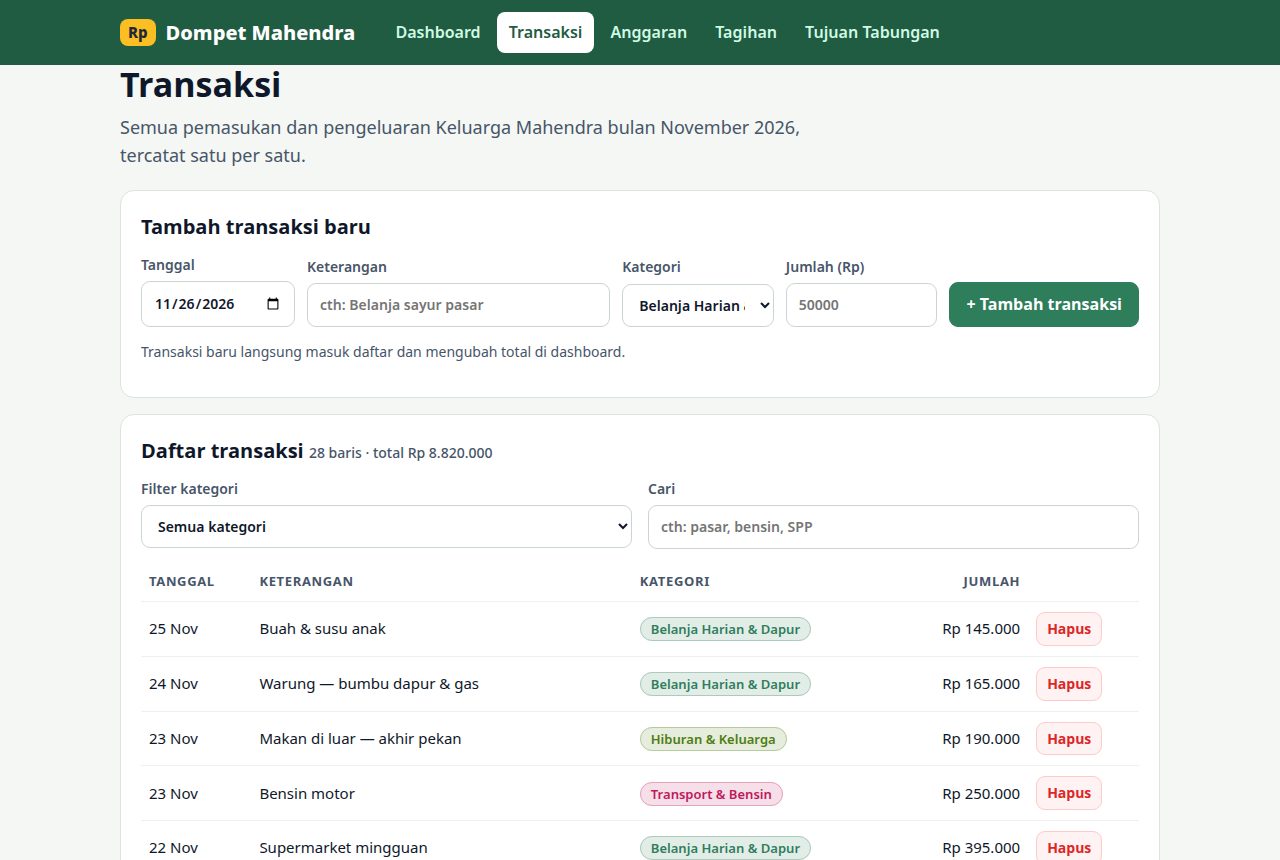 Rp Dompet Mahendra Dashboard Transaksi Anggaran Tagihan Tujuan Tabungan
Transaksi
Semua pemasukan dan pengeluaran Keluarga Mahendra bulan November 2026,
tercatat satu per satu.
Tambah transaksi baru
Tanggal Keterangan Kategori Jumlah (Rp)
11/26/2026 cth: Belanja sayur pasar Belanja Harian 50000 + Tambah transaksi
Transaksi baru langsung masuk daftar dan mengubah total di dashboard.
Daftar transaksi 28 baris · total Rp 8.820.000
Filter kategori Cari
Semua kategori cth: pasar, bensin, SPP
TANGGAL KETERANGAN KATEGORI JUMLAH
25 Nov Buah & susu anak Belanja Harian & Dapur Rp 145.000 Hapus
24 Nov Warung — bumbu dapur & gas Belanja Harian & Dapur Rp 165.000 Hapus
23 Nov Makan di luar — akhir pekan Hiburan & Keluarga Rp 190.000 Hapus
23 Nov Bensin motor Transport & Bensin Rp 250.000 Hapus
22 Nov Supermarket mingguan Belanja Harian & Dapur Rp 395.000 Hapus